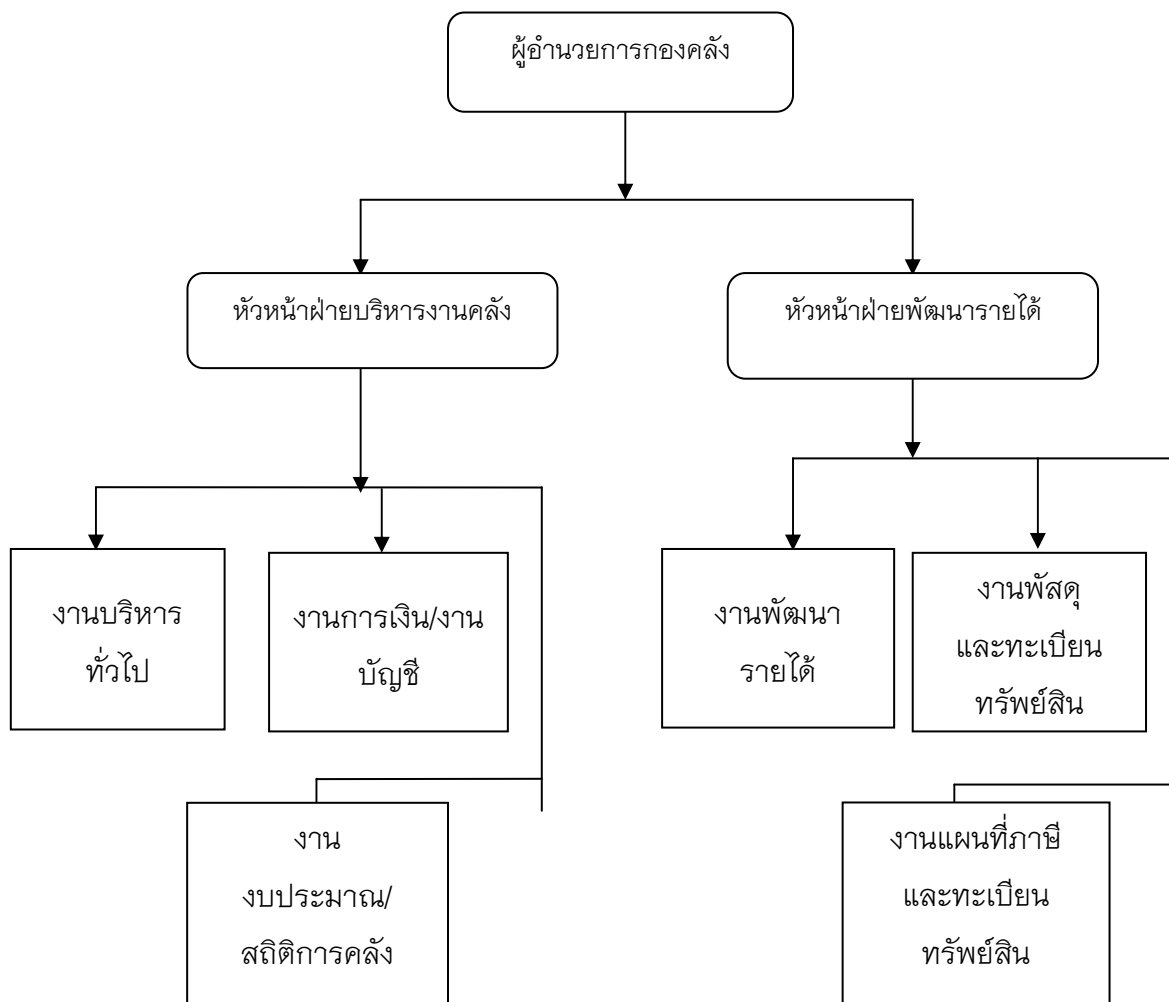 ผู้อำนวยการกองคลัง
หัวหน้าฝ่ายบริหารงานคลัง
หัวหน้าฝ่ายพัฒนารายได้
งานบริหาร
ทั่วไป
งานการเงิน/งาน
บัญชี
งานพัฒนา
รายได้
งานพัสดุ
และทะเบียน
ทรัพย์สิน
งาน
งบประมาณ/
สถิติการคลัง
งานแผนที่ภาษี
และทะเบียน
ทรัพย์สิน